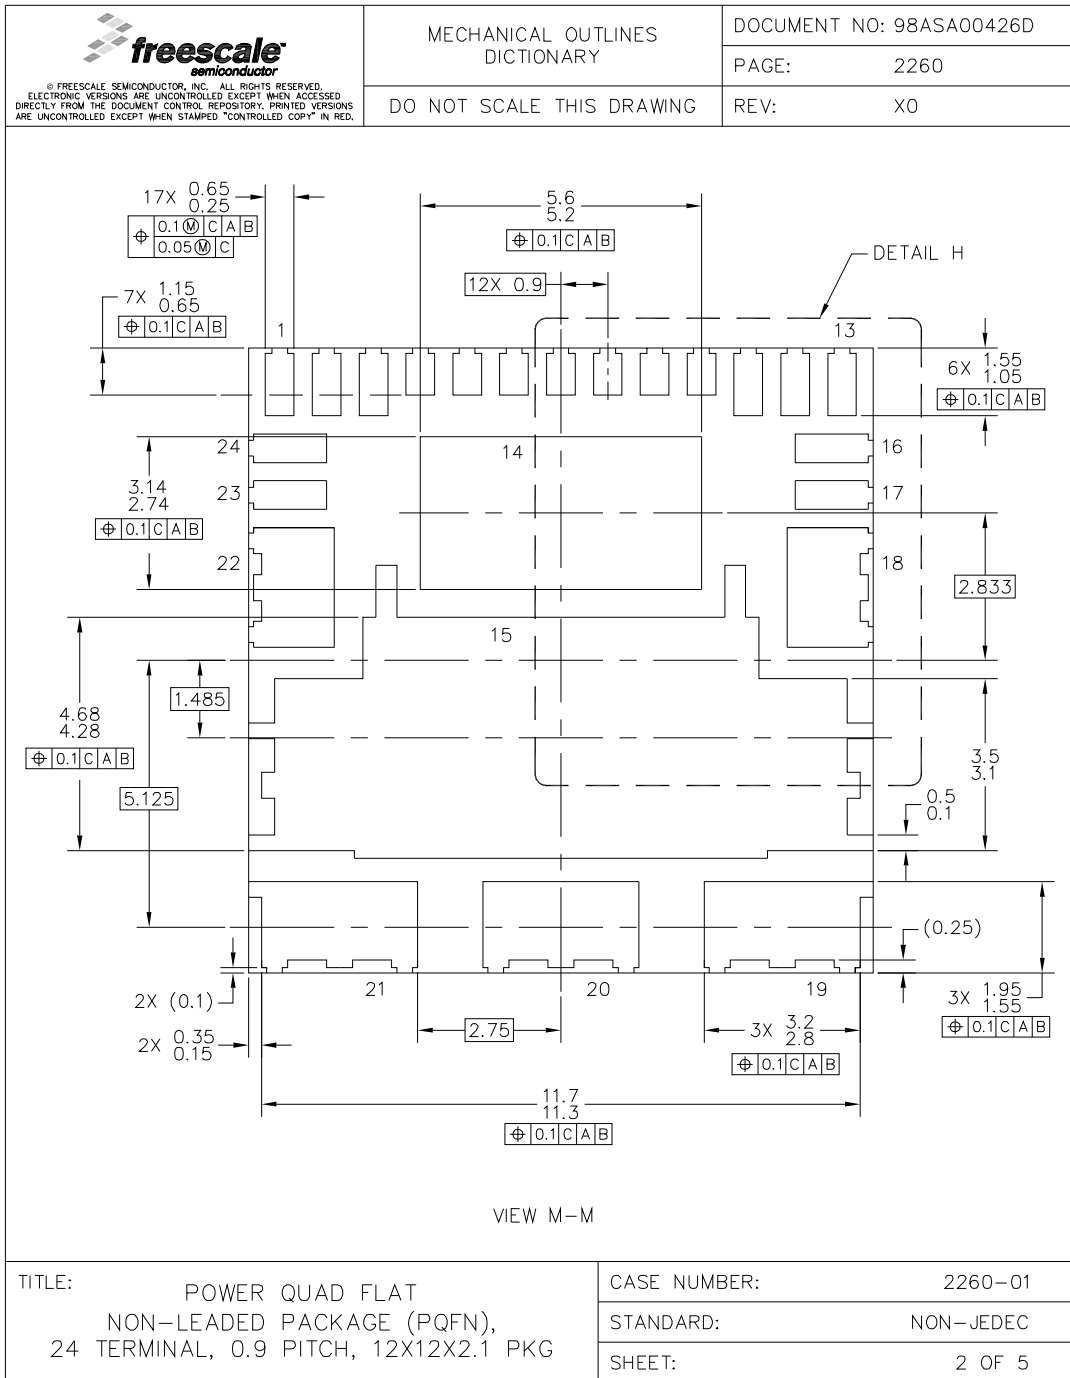 freescale™
semiconductor
© FREESCALE SEMICONDUCTOR, INC. ALL RIGHTS RESERVED.
ELECTRONIC VERSIONS ARE UNCONTROLLED EXCEPT WHEN ACCESSED
DIRECTLY FROM THE DOCUMENT CONTROL REPOSITORY. PRINTED VERSIONS
ARE UNCONTROLLED EXCEPT WHEN STAMPED "CONTROLLED COPY" IN RED.
MECHANICAL OUTLINES
DICTIONARY
DO NOT SCALE THIS DRAWING
DOCUMENT NO: 98ASA00426D
PAGE: 2260
REV: X0
17X 0.65
0.25
⌖ 0.1Ⓜ C A B
0.05Ⓜ C
5.6
5.2
⌖ 0.1 C A B
12X 0.9
DETAIL H
7X 1.15
0.65
⌖ 0.1 C A B
1
13
6X 1.55
1.05
⌖ 0.1 C A B
24
14
16
3.14
2.74
⌖ 0.1 C A B
23
17
22
18
2.833
15
1.485
4.68
4.28
⌖ 0.1 C A B
5.125
3.5
3.1
0.5
0.1
(0.25)
2X (0.1)
21
20
19
3X 1.95
1.55
⌖ 0.1 C A B
2X 0.35
0.15
2.75
3X 3.2
2.8
⌖ 0.1 C A B
11.7
11.3
⌖ 0.1 C A B
VIEW M-M
TITLE:
POWER QUAD FLAT
NON-LEADED PACKAGE (PQFN),
24 TERMINAL, 0.9 PITCH, 12X12X2.1 PKG
CASE NUMBER: 2260-01
STANDARD: NON-JEDEC
SHEET: 2 OF 5